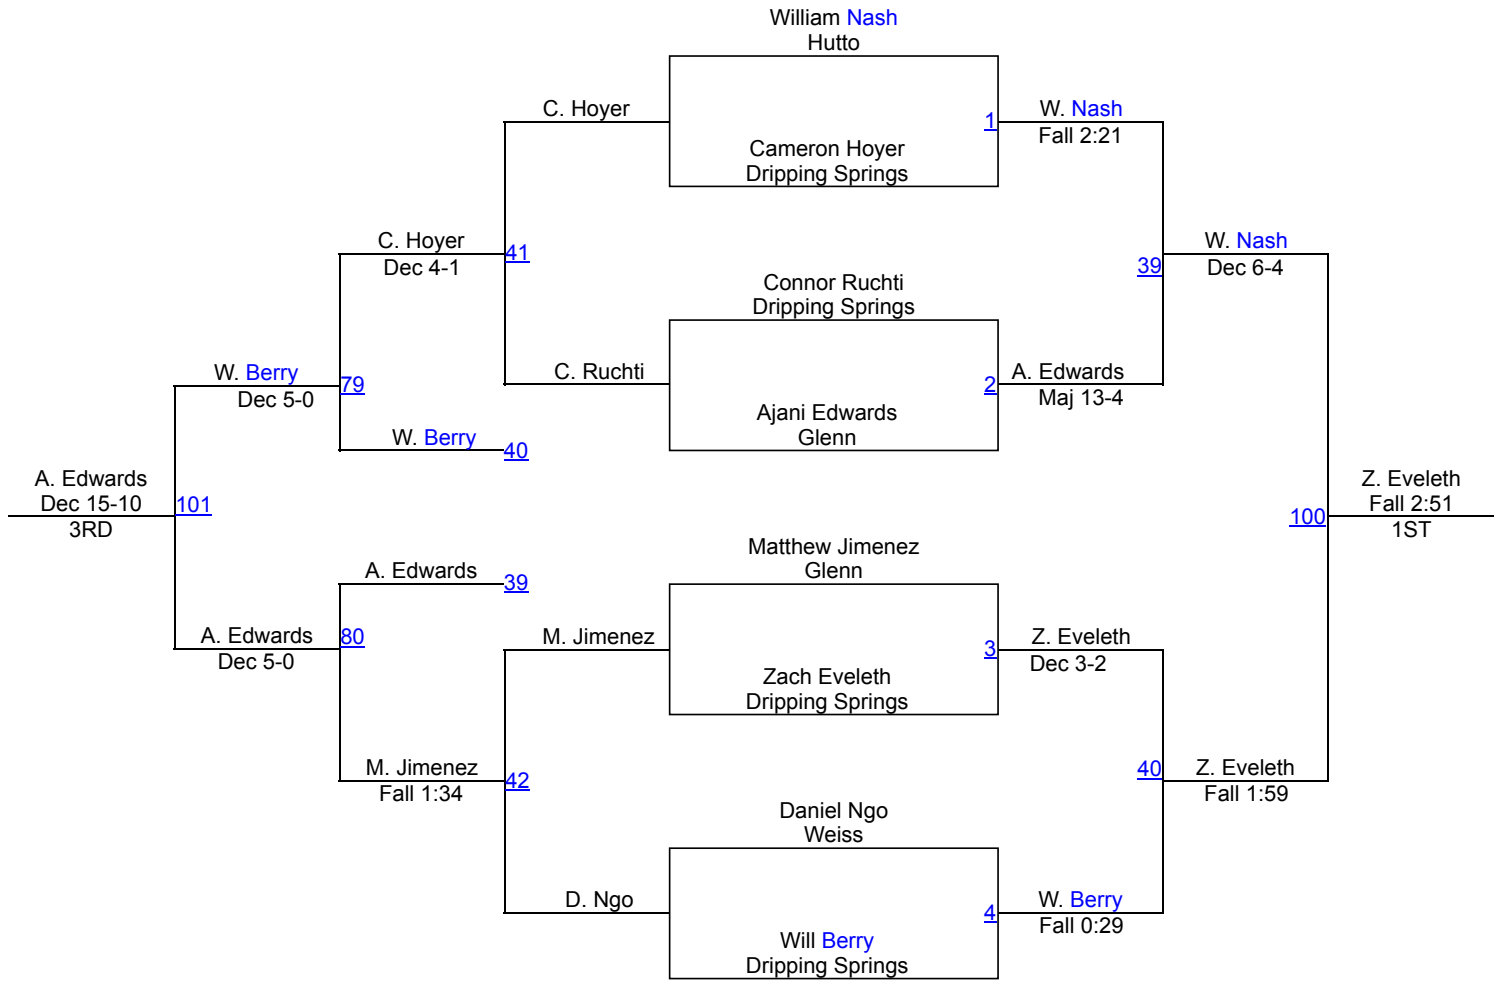 William Nash
Hutto
C. Hoyer
1
W. Nash
Fall 2:21
Cameron Hoyer
Dripping Springs
C. Hoyer
Dec 4-1
41
W. Nash
Dec 6-4
39
Connor Ruchti
Dripping Springs
W. Berry
Dec 5-0
79
C. Ruchti
2
A. Edwards
Maj 13-4
Ajani Edwards
Glenn
W. Berry
40
A. Edwards
Dec 15-10
3RD
101
Z. Eveleth
Fall 2:51
1ST
100
Matthew Jimenez
Glenn
A. Edwards
39
A. Edwards
Dec 5-0
80
M. Jimenez
3
Z. Eveleth
Dec 3-2
Zach Eveleth
Dripping Springs
M. Jimenez
Fall 1:34
42
40
Z. Eveleth
Fall 1:59
Daniel Ngo
Weiss
D. Ngo
4
W. Berry
Fall 0:29
Will Berry
Dripping Springs